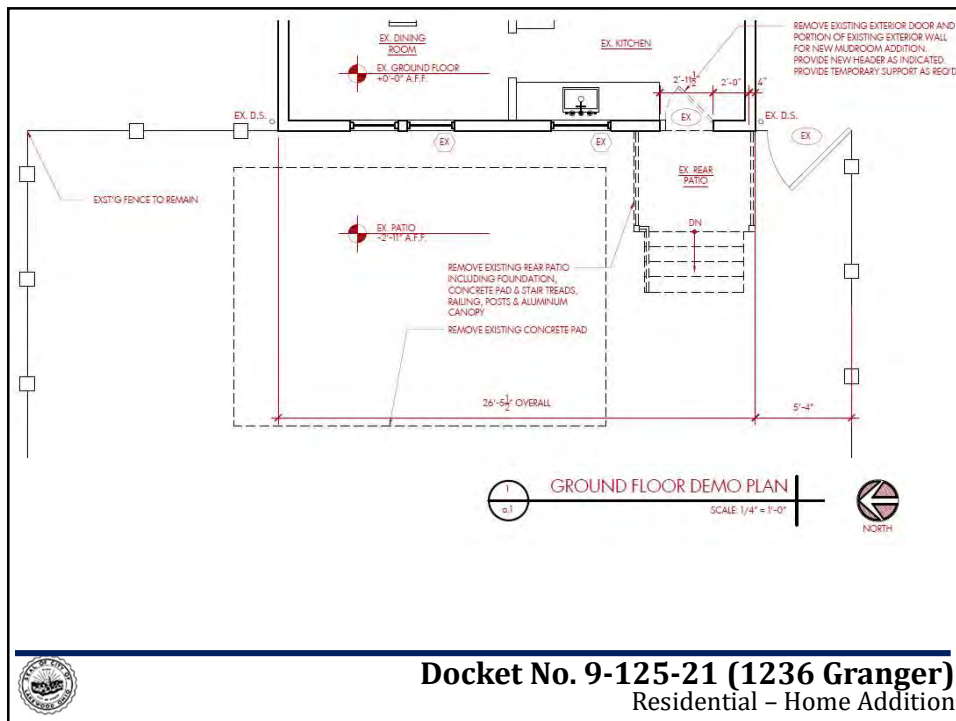 REMOVE EXISTING EXTERIOR DOOR AND
PORTION OF EXISTING EXTERIOR WALL
FOR NEW MUDROOM ADDITION.
PROVIDE NEW HEADER AS INDICATED.
PROVIDE TEMPORARY SUPPORT AS REQ'D
EX. DINING
ROOM
EX. KITCHEN
EX. GROUND FLOOR
+0'-0" A.F.F.
2'-11 1/2"
2'-0"
4"
EX. D.S.
EX
EX. D.S.
EX
EX
EX
EXST'G FENCE TO REMAIN
EX. REAR
PATIO
DN
EX. PATIO
-2'-11" A.F.F.
REMOVE EXISTING REAR PATIO
INCLUDING FOUNDATION,
CONCRETE PAD & STAIR TREADS,
RAILING, POSTS & ALUMINUM
CANOPY
REMOVE EXISTING CONCRETE PAD
26'-5 1/2" OVERALL
5'-4"
1
a.1
GROUND FLOOR DEMO PLAN
SCALE: 1/4" = 1'-0"
NORTH
Docket No. 9-125-21 (1236 Granger)
Residential – Home Addition